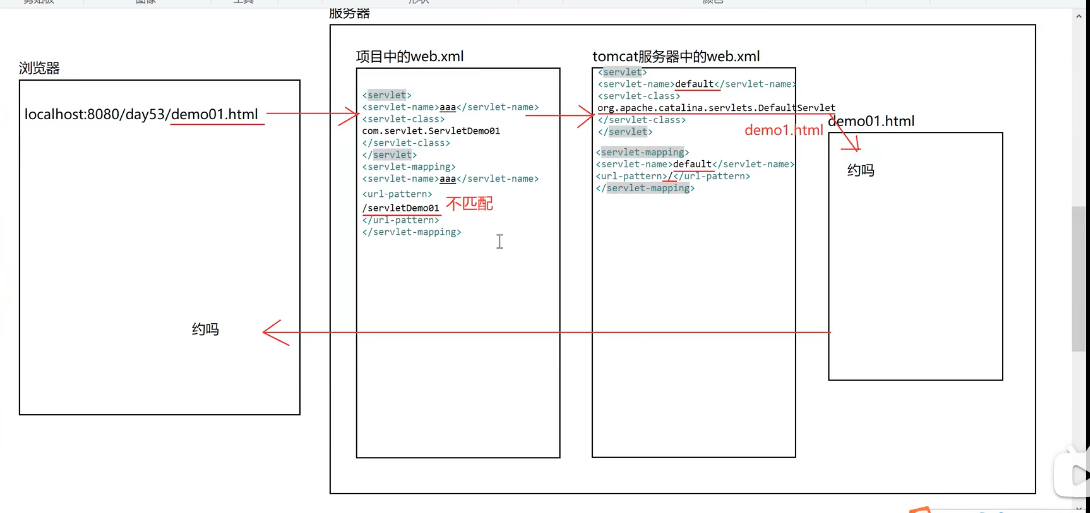 服务器
浏览器
localhost:8080/day53/demo01.html
项目中的web.xml
<servlet>
<servlet-name>aaa</servlet-name>
<servlet-class>
com.servlet.ServletDemo01
</servlet-class>
</servlet>
<servlet-mapping>
<servlet-name>aaa</servlet-name>
<url-pattern>
/servletDemo01
不匹配
</url-pattern>
</servlet-mapping>
tomcat服务器中的web.xml
<servlet>
<servlet-name>default</servlet-name>
<servlet-class>
org.apache.catalina.servlets.DefaultServlet
</servlet-class>
</servlet>
demo1.html
<servlet-mapping>
<servlet-name>default</servlet-name>
<url-pattern>/</url-pattern>
</servlet-mapping>
demo01.html
约吗
约吗